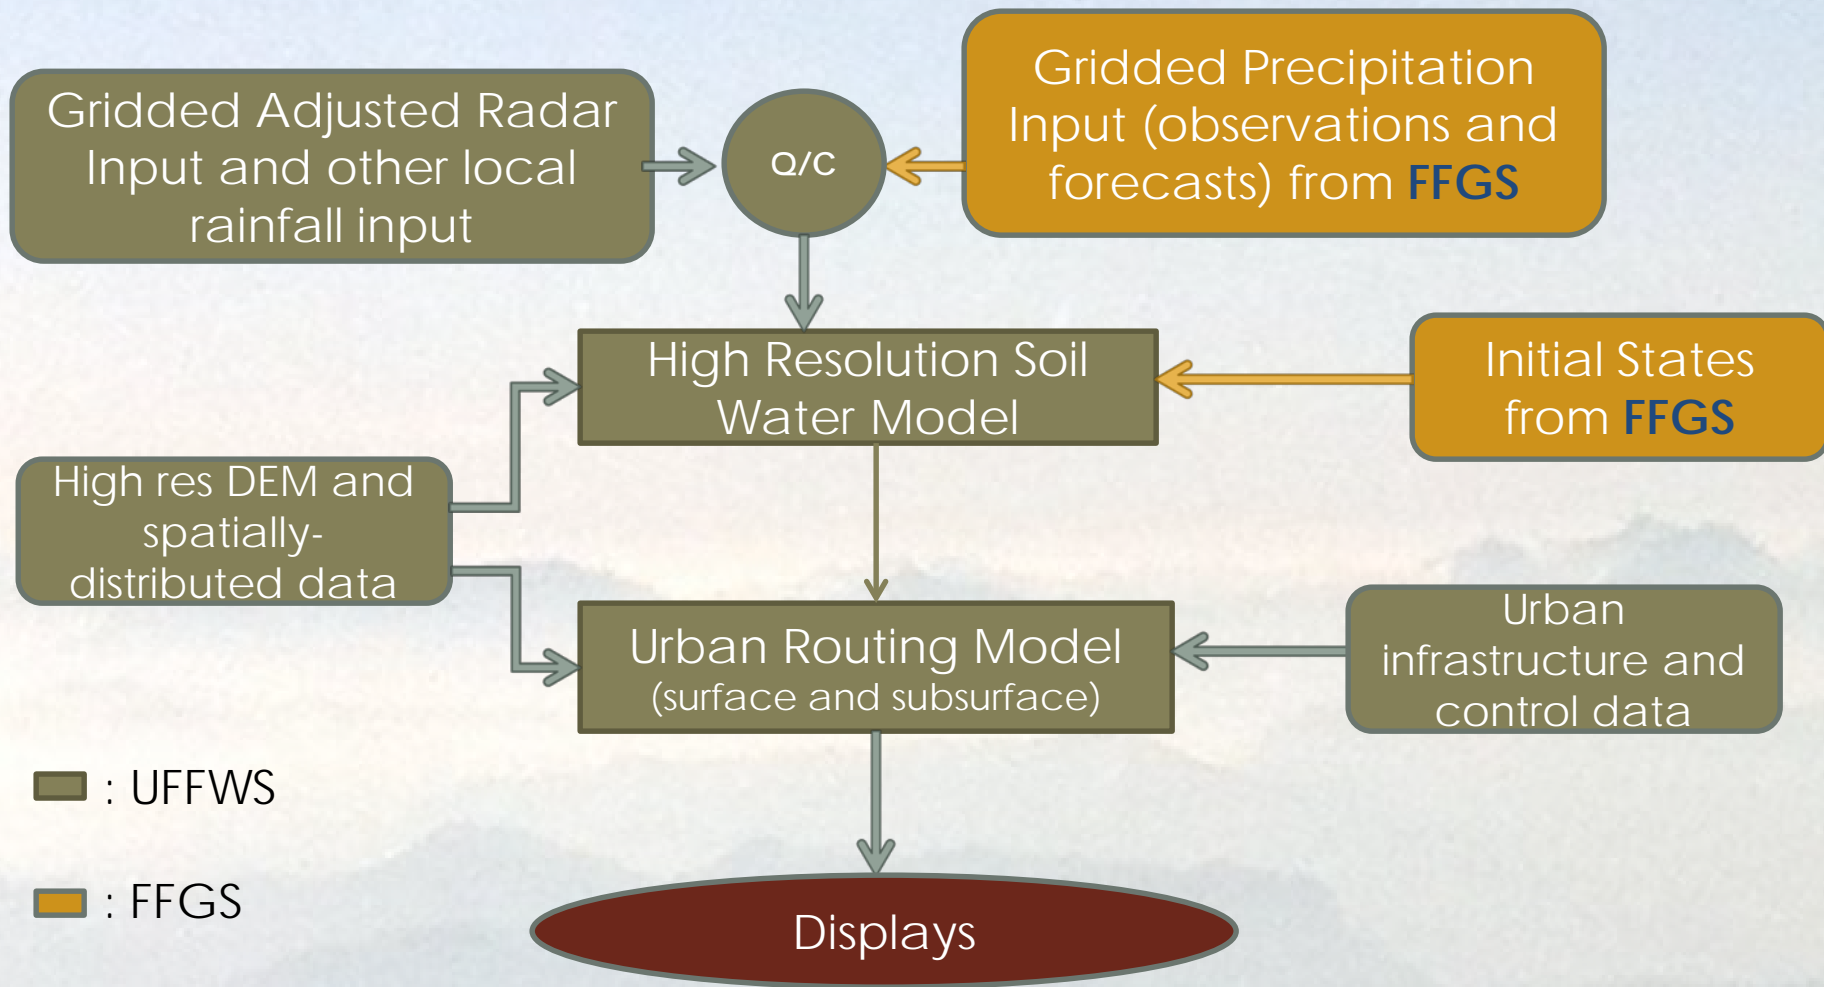 Gridded Adjusted Radar
Input and other local
rainfall input
Q/C
Gridded Precipitation
Input (observations and
forecasts) from FFGS
High Resolution Soil
Water Model
Initial States
from FFGS
High res DEM and
spatially-
distributed data
Urban Routing Model
(surface and subsurface)
Urban
infrastructure and
control data
: UFFWS
: FFGS
Displays